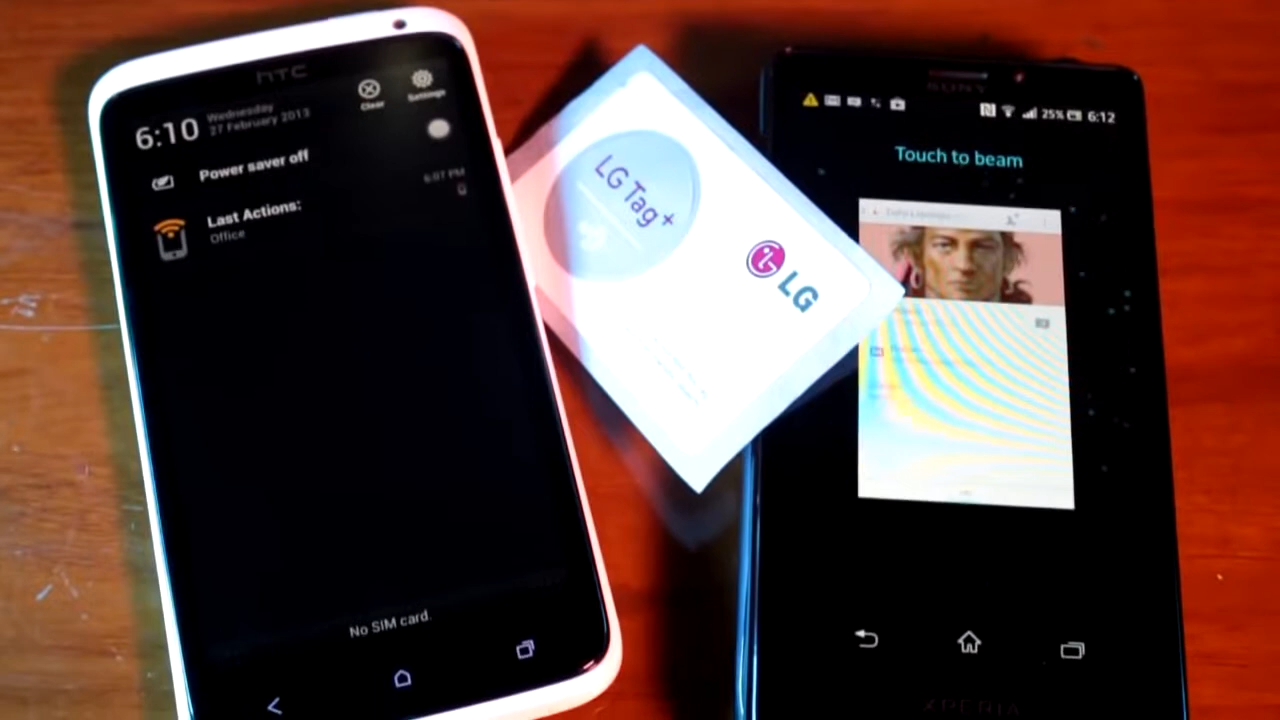 hTC
6:10
Wednesday
27 February 2013
Clear
Settings
Power saver off
6:07 PM
Last Actions:
Office
No SIM card.
LG Tag+
LG
SONY
25%
6:12
Touch to beam
XPERIA